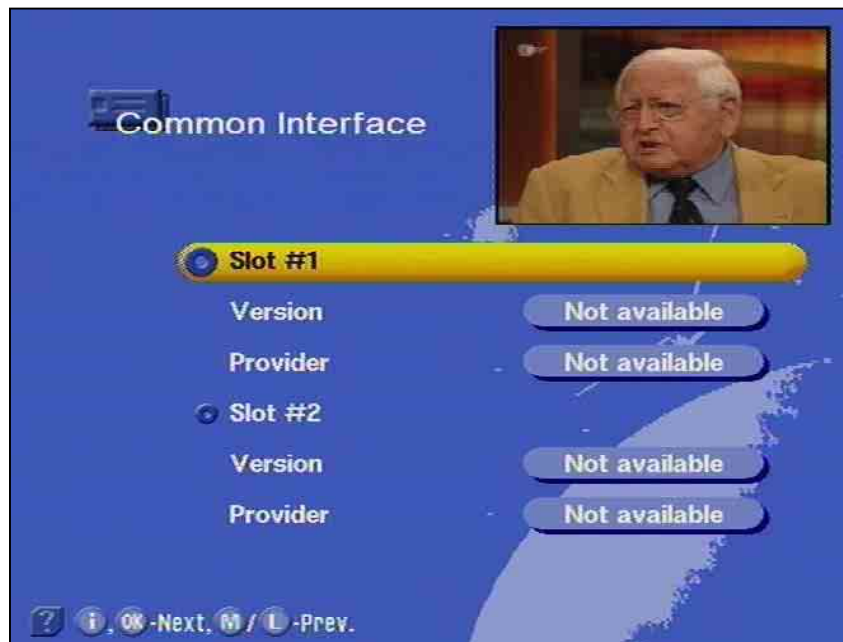 Common Interface
Slot #1
Version Not available
Provider Not available
Slot #2
Version Not available
Provider Not available
? i, OK -Next, M / L -Prev.